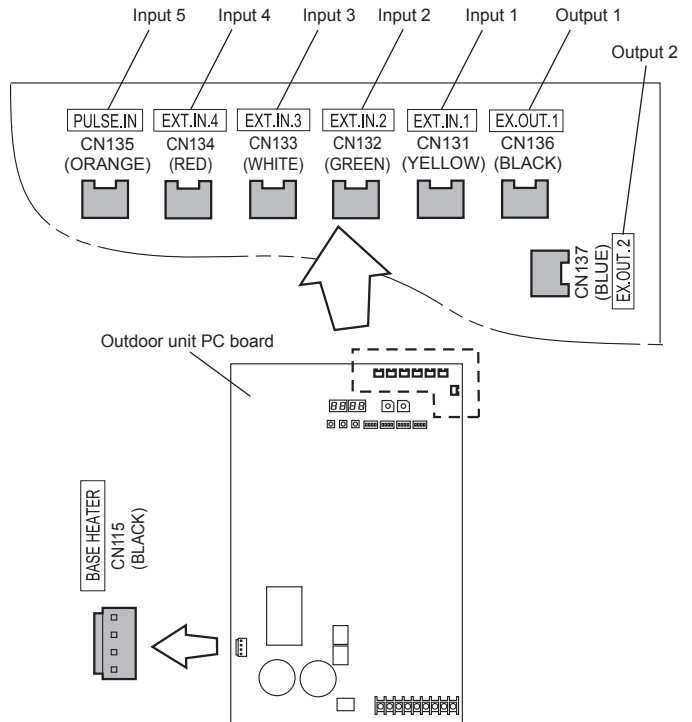 Input 5
Input 4
Input 3
Input 2
Input 1
Output 1
Output 2
PULSE.IN
EXT.IN.4
EXT.IN.3
EXT.IN.2
EXT.IN.1
EX.OUT.1
CN135
CN134
CN133
CN132
CN131
CN136
(ORANGE)
(RED)
(WHITE)
(GREEN)
(YELLOW)
(BLACK)
CN137
(BLUE)
EX.OUT.2
Outdoor unit PC board
8888
BASE HEATER
CN115
(BLACK)